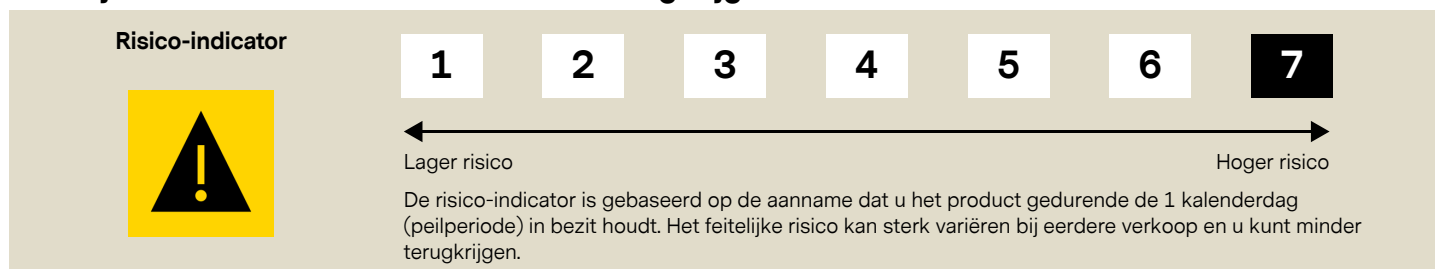 Risico-indicator
1 2 3 4 5 6 7
Lager risico Hoger risico
De risico-indicator is gebaseerd op de aanname dat u het product gedurende de 1 kalenderdag
(peilperiode) in bezit houdt. Het feitelijke risico kan sterk variëren bij eerdere verkoop en u kunt minder
terugkrijgen.